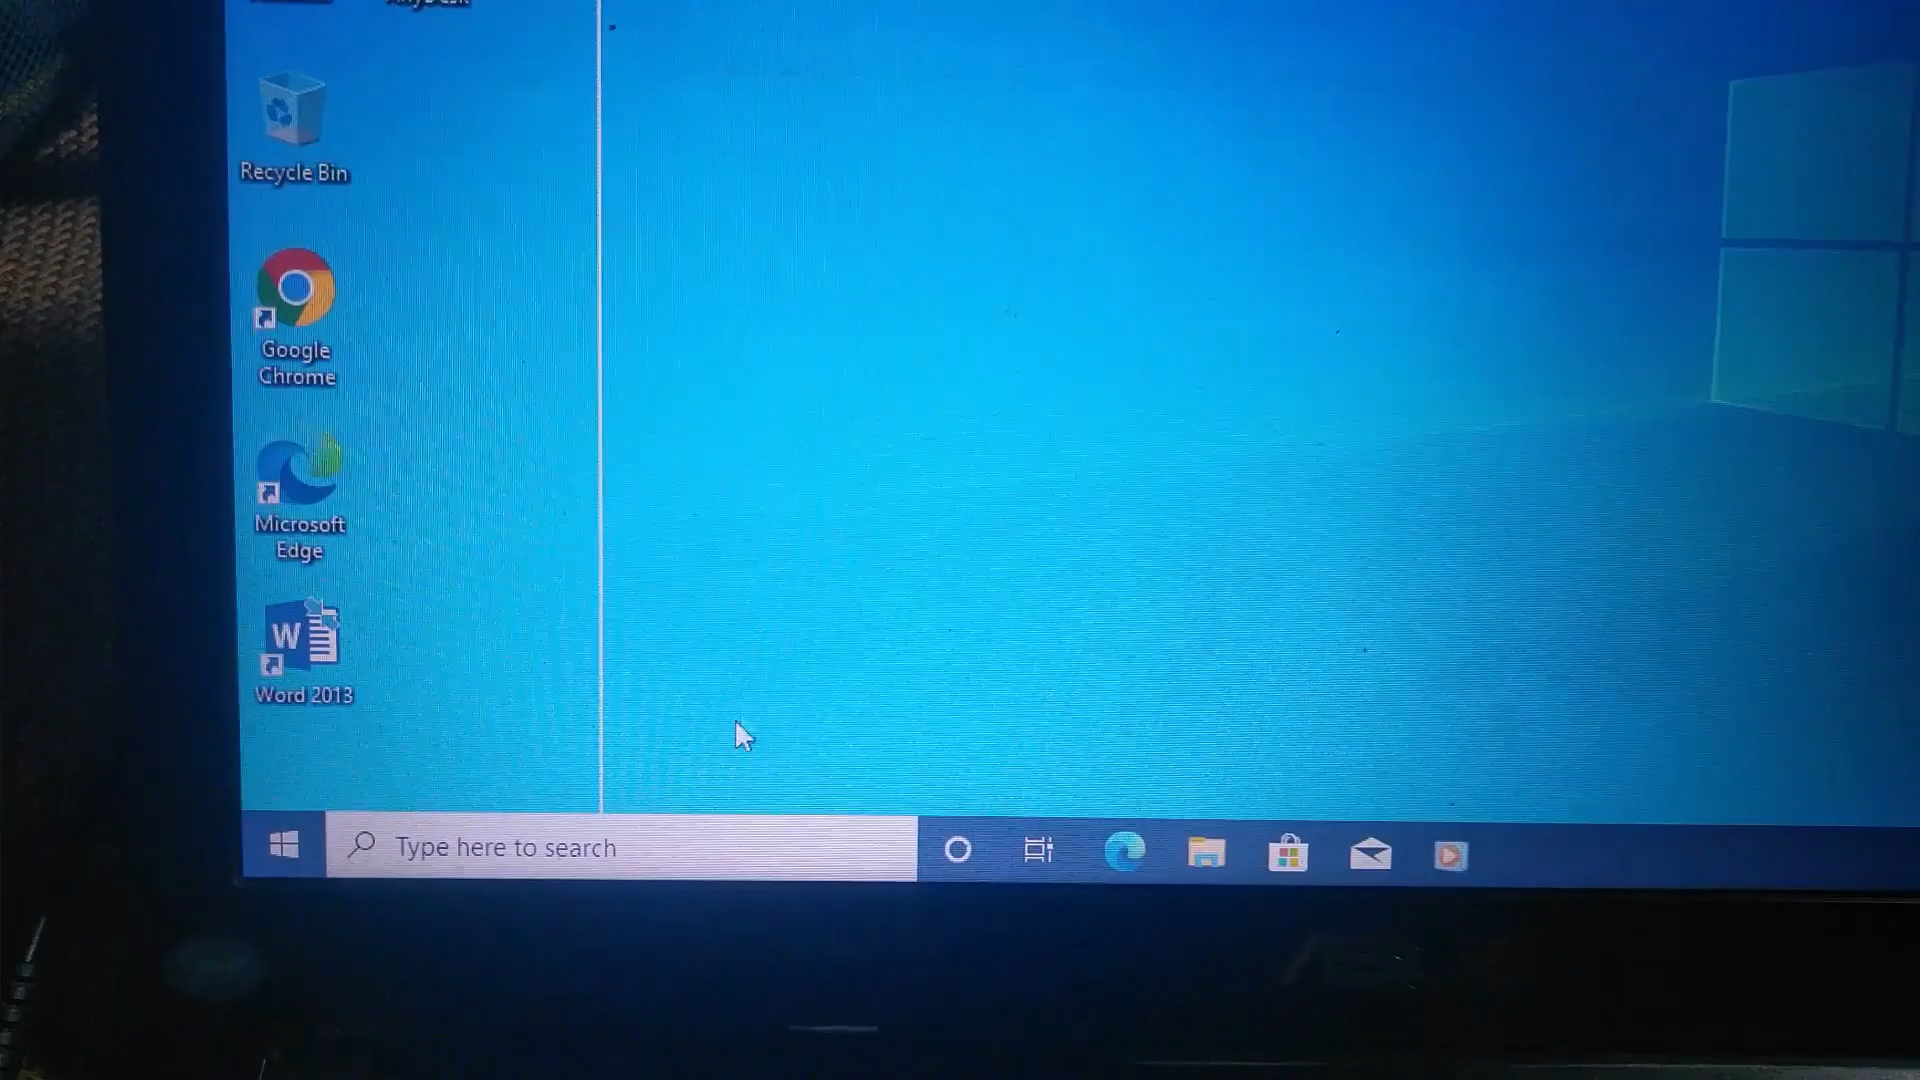 Recycle Bin
Google
Chrome
Microsoft
Edge
W
Word 2013
Type here to search